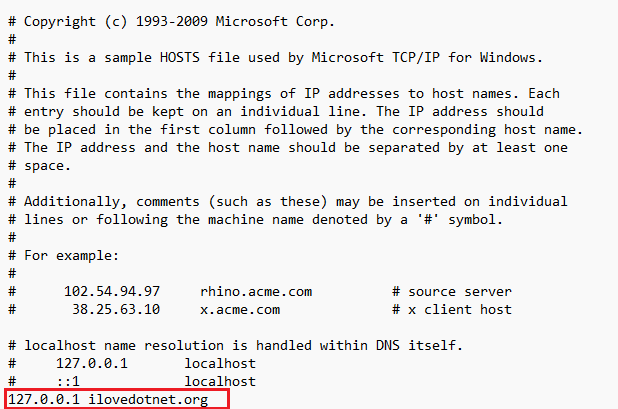 # Copyright (c) 1993-2009 Microsoft Corp.
#
# This is a sample HOSTS file used by Microsoft TCP/IP for Windows.
#
# This file contains the mappings of IP addresses to host names. Each
# entry should be kept on an individual line. The IP address should
# be placed in the first column followed by the corresponding host name.
# The IP address and the host name should be separated by at least one
# space.
#
# Additionally, comments (such as these) may be inserted on individual
# lines or following the machine name denoted by a '#' symbol.
#
# For example:
#
#      102.54.94.97     rhino.acme.com          # source server
#       38.25.63.10     x.acme.com              # x client host

# localhost name resolution is handled within DNS itself.
#     127.0.0.1       localhost
#     ::1             localhost
127.0.0.1 ilovedotnet.org